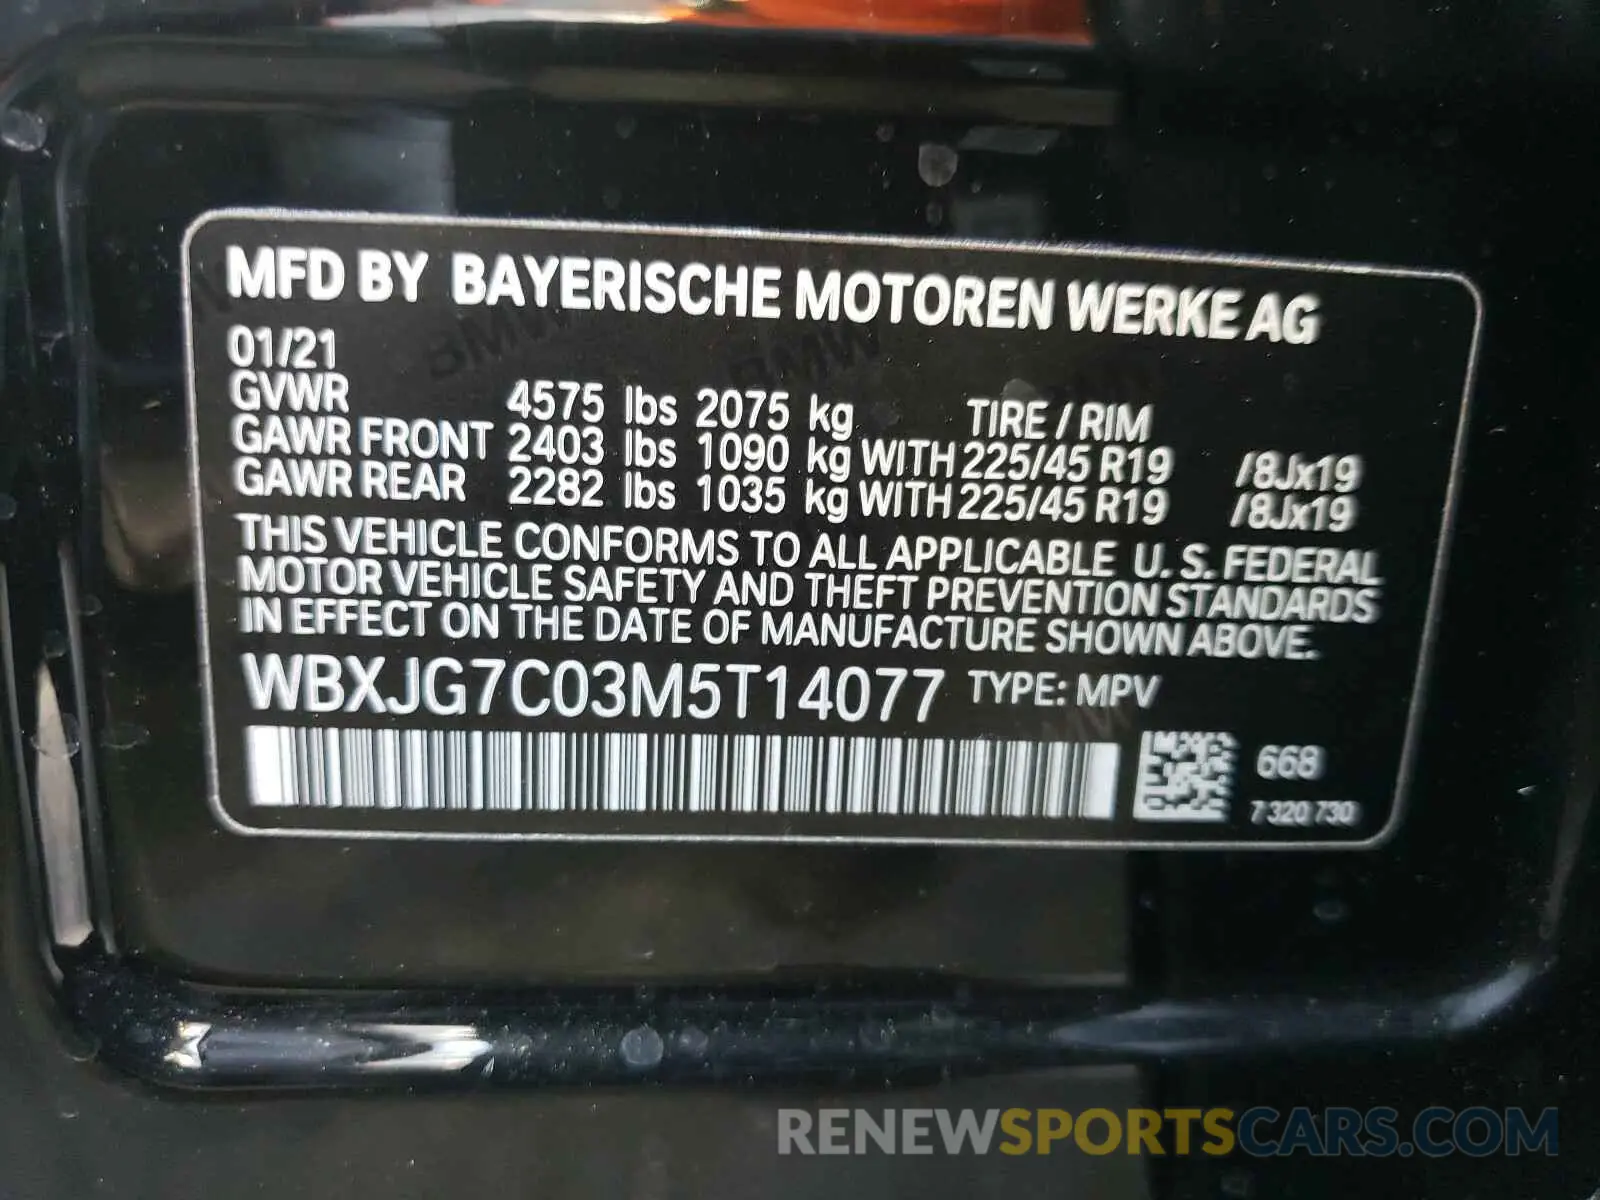 MFD BY BAYERISCHE MOTOREN WERKE AG
01/21
GVWR 4575 lbs 2075 kg TIRE / RIM
GAWR FRONT 2403 lbs 1090 kg WITH 225/45 R19 /8Jx19
GAWR REAR 2282 lbs 1035 kg WITH 225/45 R19 /8Jx19
THIS VEHICLE CONFORMS TO ALL APPLICABLE U. S. FEDERAL
MOTOR VEHICLE SAFETY AND THEFT PREVENTION STANDARDS
IN EFFECT ON THE DATE OF MANUFACTURE SHOWN ABOVE.
WBXJG7C03M5T14077 TYPE: MPV
668
7 320 730
RENEWSPORTSCARS.COM